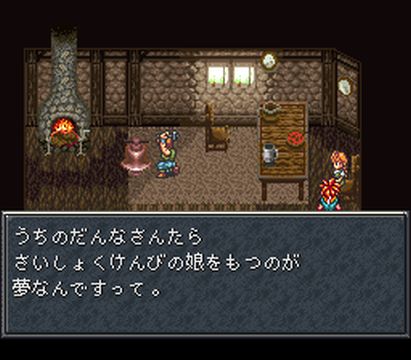 うちのだんなさんたら
さいしょくけんびの娘をもつのが
夢なんですって。